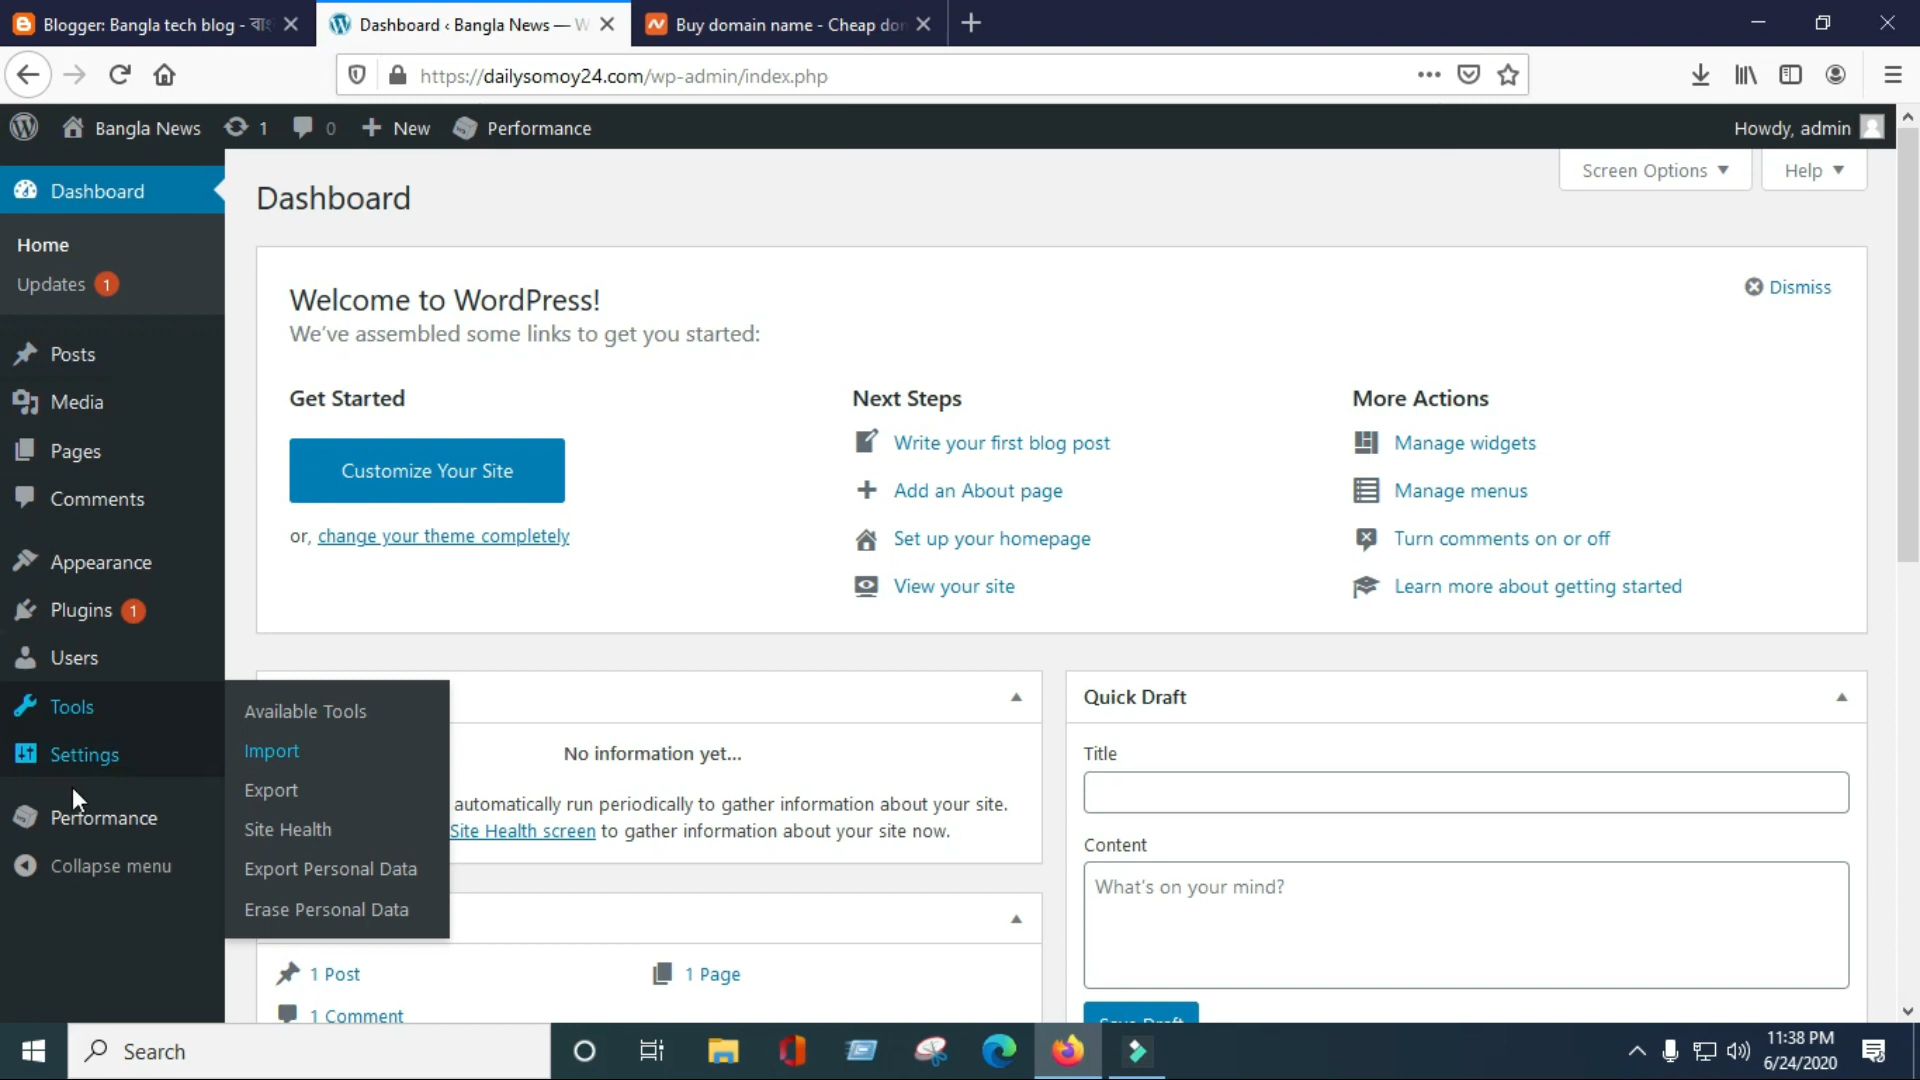 Blogger: Bangla tech blog - বাং
Dashboard ‹ Bangla News — W
Buy domain name - Cheap don
https://dailysomoy24.com/wp-admin/index.php
Bangla News
1
0
New
Performance
Howdy, admin
Dashboard
Home
Updates 1
Posts
Media
Pages
Comments
Appearance
Plugins 1
Users
Tools
Settings
Performance
Collapse menu
Available Tools
Import
Export
Site Health
Export Personal Data
Erase Personal Data
Dashboard
Screen Options
Help
Welcome to WordPress!
We've assembled some links to get you started:
Dismiss
Get Started
Customize Your Site
or, change your theme completely
Next Steps
Write your first blog post
Add an About page
Set up your homepage
View your site
More Actions
Manage widgets
Manage menus
Turn comments on or off
Learn more about getting started
No information yet...
automatically run periodically to gather information about your site.
Site Health screen to gather information about your site now.
1 Post
1 Page
1 Comment
Quick Draft
Title
Content
What's on your mind?
Save Draft
Search
11:38 PM
6/24/2020